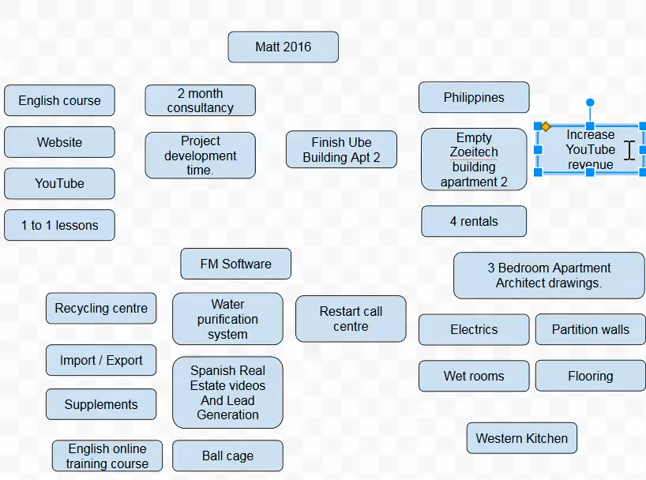 Matt 2016
English course
Website
YouTube
1 to 1 lessons
2 month
consultancy
Project
development
time.
Finish Ube
Building Apt 2
Philippines
Empty
Zoeitech
building
apartment 2
4 rentals
Increase
YouTube
revenue
FM Software
Recycling centre
Import / Export
Supplements
English online
training course
Water
purification
system
Spanish Real
Estate videos
And Lead
Generation
Ball cage
Restart call
centre
3 Bedroom Apartment
Architect drawings.
Electrics
Partition walls
Wet rooms
Flooring
Western Kitchen